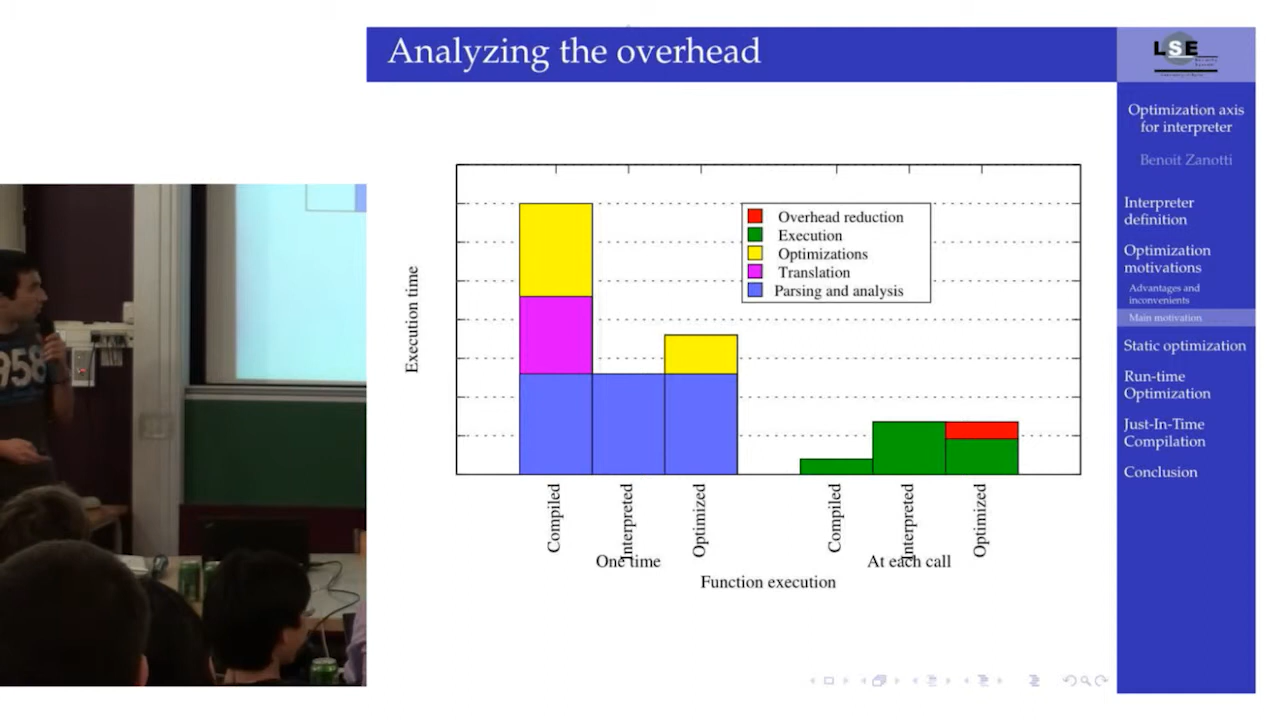 Analyzing the overhead
LSE
Optimization axis
for interpreter
Benoit Zanotti
Interpreter
definition
Optimization
motivations
Advantages and
inconvenients
Main motivation
Static optimization
Run-time
Optimization
Just-In-Time
Compilation
Conclusion
Overhead reduction
Execution
Optimizations
Translation
Parsing and analysis
Execution time
Compiled
Interpreted
Optimized
Compiled
Interpreted
Optimized
One time
At each call
Function execution
958